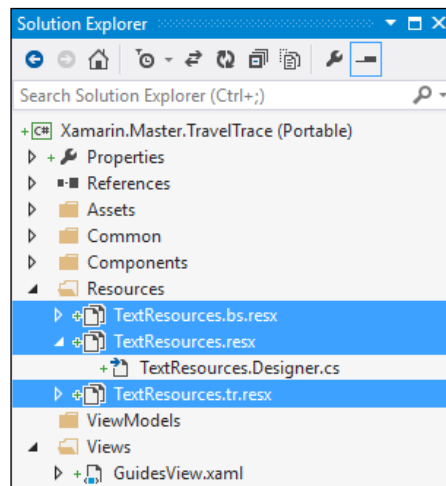 Solution Explorer
Search Solution Explorer (Ctrl+;)
C# Xamarin.Master.TravelTrace (Portable)
Properties
References
Assets
Common
Components
Resources
TextResources.bs.resx
TextResources.resx
TextResources.Designer.cs
TextResources.tr.resx
ViewModels
Views
GuidesView.xaml